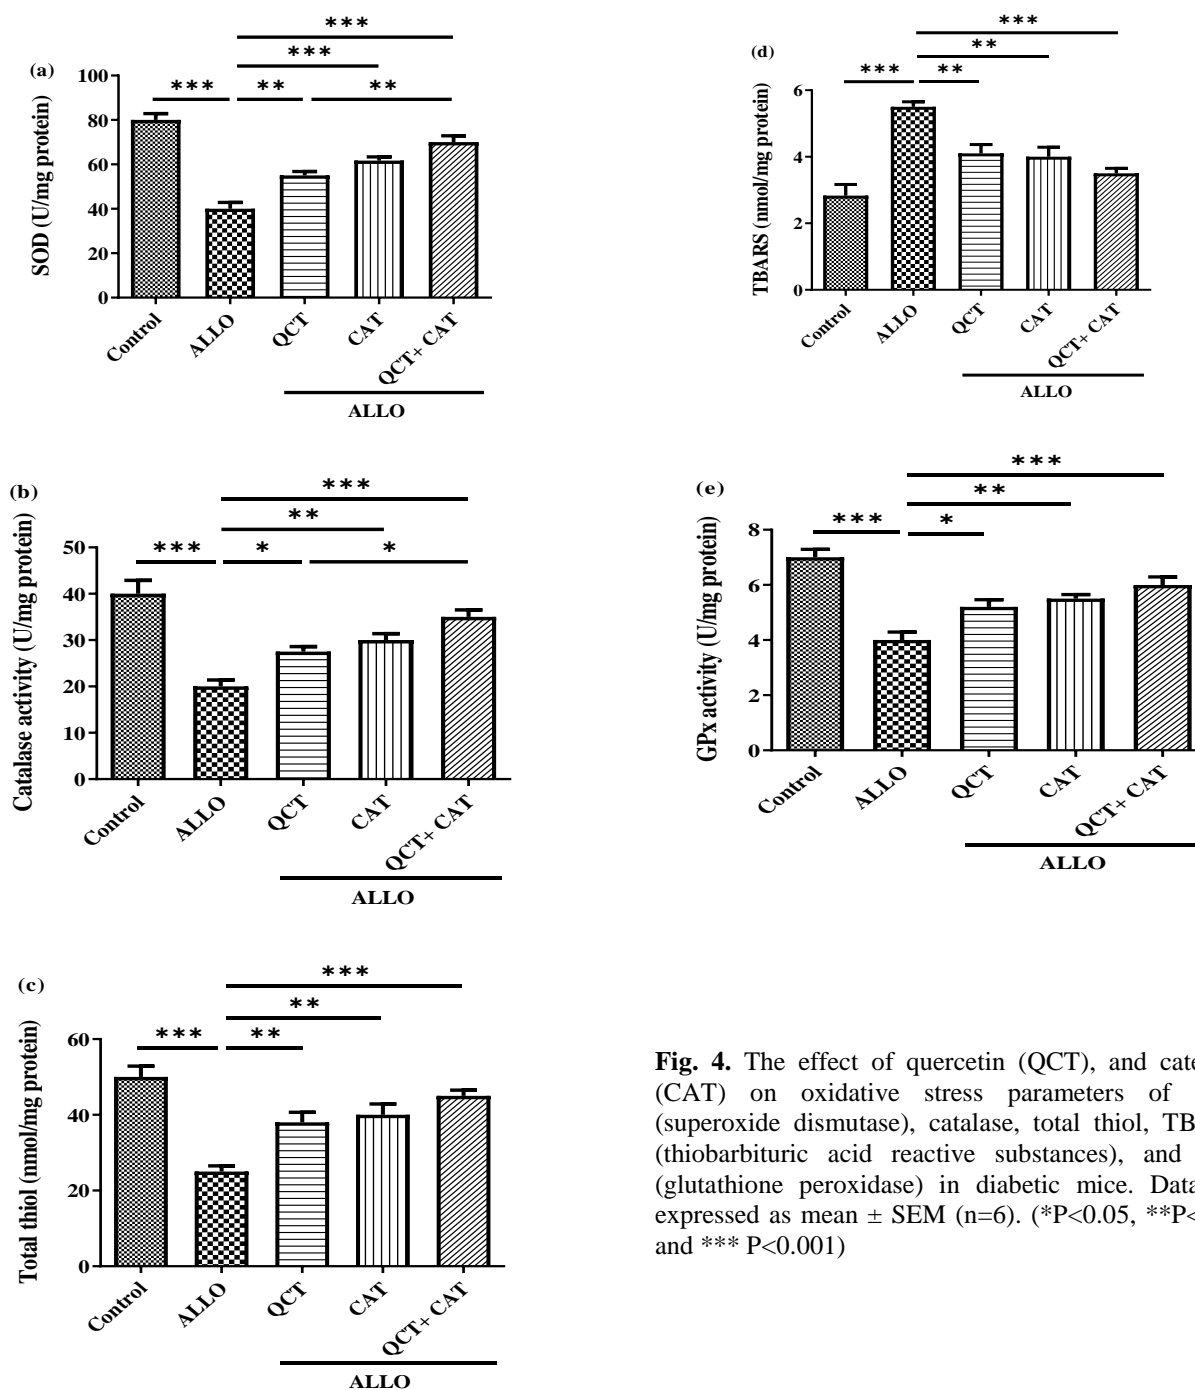 (a)
***
***
*** ** **
SOD (U/mg protein)
100
80
60
40
20
0
Control
ALLO
QCT
CAT
QCT+ CAT
ALLO
(d)
***
**
*** **
TBARS (nmol/mg protein)
6
4
2
0
Control
ALLO
QCT
CAT
QCT+ CAT
ALLO
(b)
***
**
*** * *
Catalase activity (U/mg protein)
50
40
30
20
10
0
Control
ALLO
QCT
CAT
QCT+ CAT
ALLO
(e)
***
**
*** *
GPx activity (U/mg protein)
8
6
4
2
0
Control
ALLO
QCT
CAT
QCT+ CAT
ALLO
(c)
***
**
*** **
Total thiol (nmol/mg protein)
60
40
20
0
Control
ALLO
QCT
CAT
QCT+ CAT
ALLO
Fig. 4. The effect of quercetin (QCT), and cate
(CAT) on oxidative stress parameters of
(superoxide dismutase), catalase, total thiol, TB
(thiobarbituric acid reactive substances), and
(glutathione peroxidase) in diabetic mice. Data
expressed as mean ± SEM (n=6). (*P<0.05, **P<
and *** P<0.001)